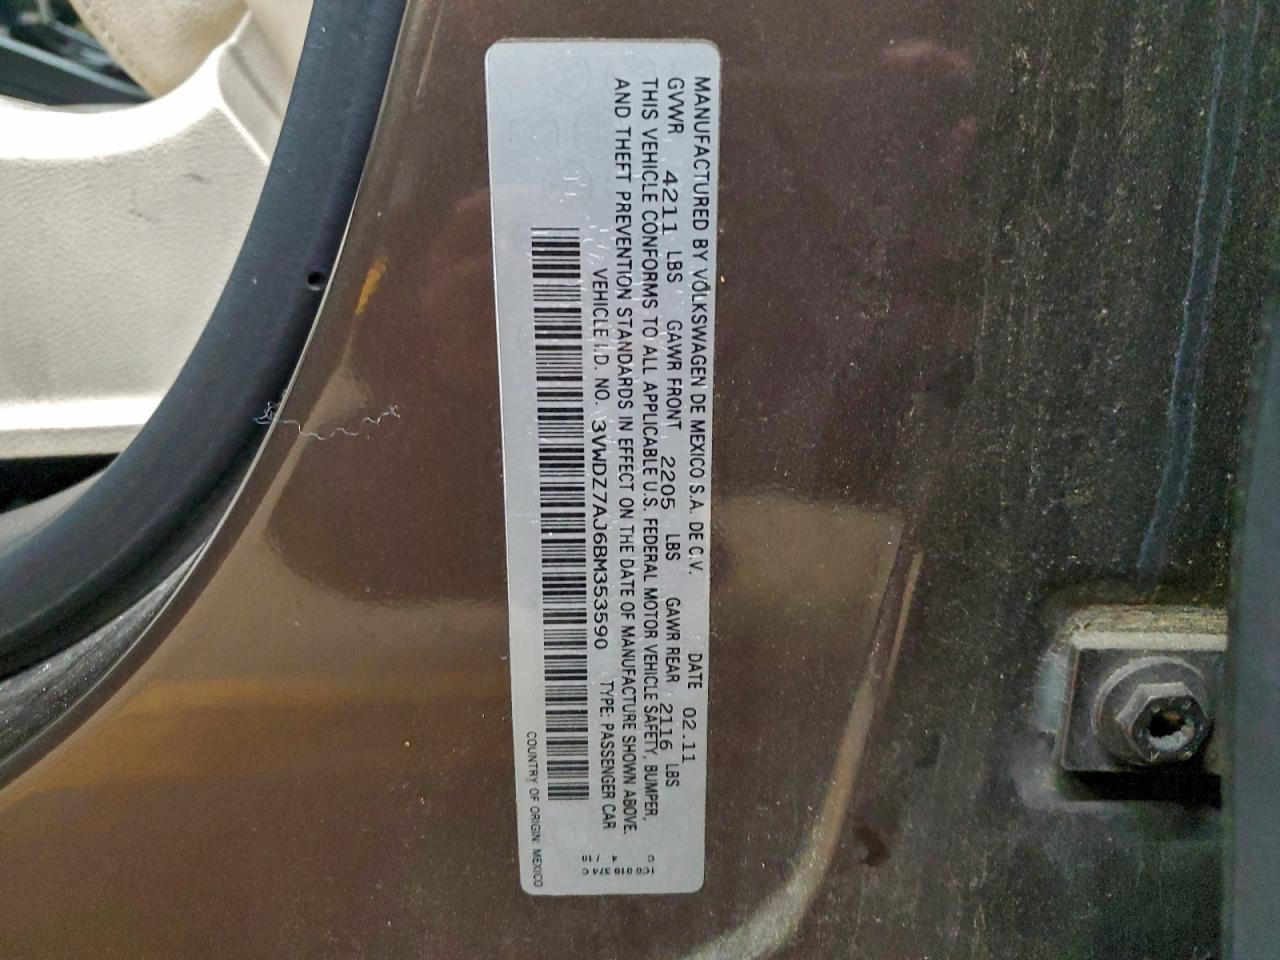 MANUFACTURED BY VOLKSWAGEN DE MEXICO S.A. DE C.V. DATE 02.11
GVWR 4211 LBS GAWR FRONT 2205 LBS GAWR REAR 2116 LBS
THIS VEHICLE CONFORMS TO ALL APPLICABLE U.S. FEDERAL MOTOR VEHICLE SAFETY, BUMPER,
AND THEFT PREVENTION STANDARDS IN EFFECT ON THE DATE OF MANUFACTURE SHOWN ABOVE.
VEHICLE I.D. NO. 3VWDZ7AJ6BM353590 TYPE: PASSENGER CAR
COUNTRY OF ORIGIN: MEXICO